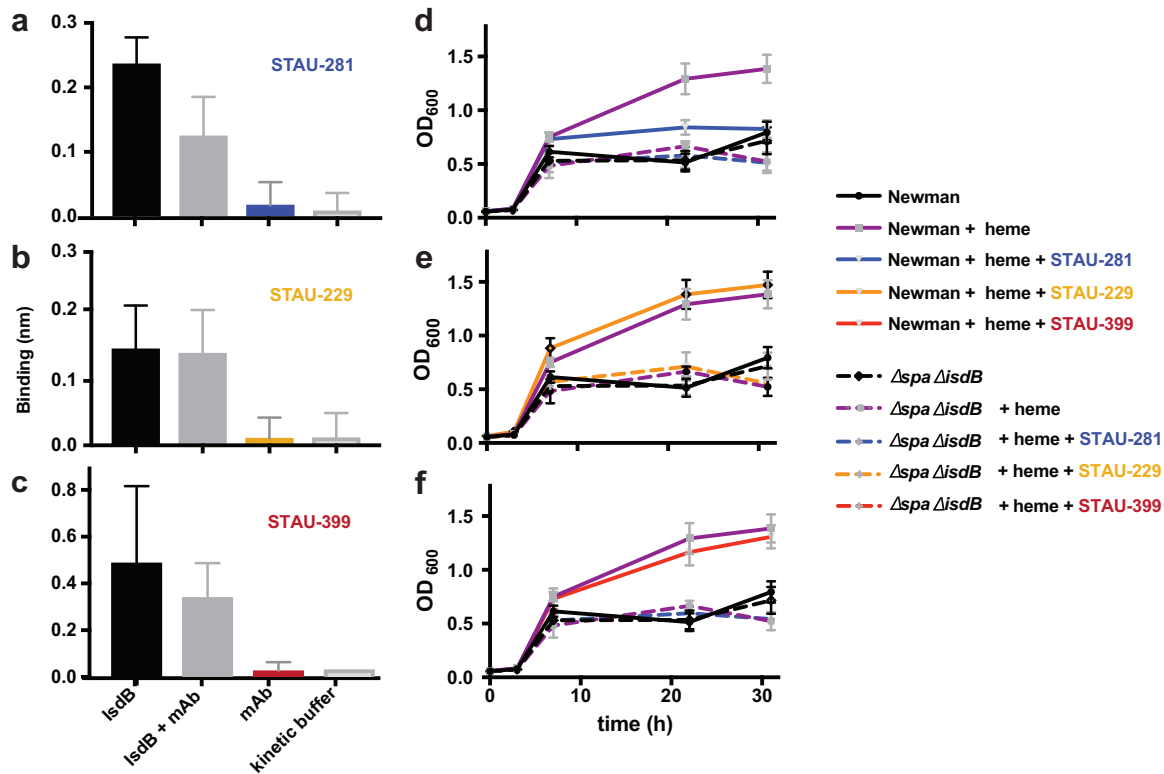 a
0.3
0.2
0.1
0.0
STAU-281
b
0.3
0.2
0.1
0.0
STAU-229
Binding (nm)
c
0.8
0.6
0.4
0.2
0.0
STAU-399
IsdB
IsdB + mAb
mAb
kinetic buffer
d
1.5
1.0
0.5
0.0
OD600
e
1.5
1.0
0.5
0.0
OD600
f
1.5
1.0
0.5
0.0
OD 600
0 10 20 30
time (h)
Newman
Newman + heme
Newman + heme + STAU-281
Newman + heme + STAU-229
Newman + heme + STAU-399
Δspa ΔisdB
Δspa ΔisdB + heme
Δspa ΔisdB + heme + STAU-281
Δspa ΔisdB + heme + STAU-229
Δspa ΔisdB + heme + STAU-399